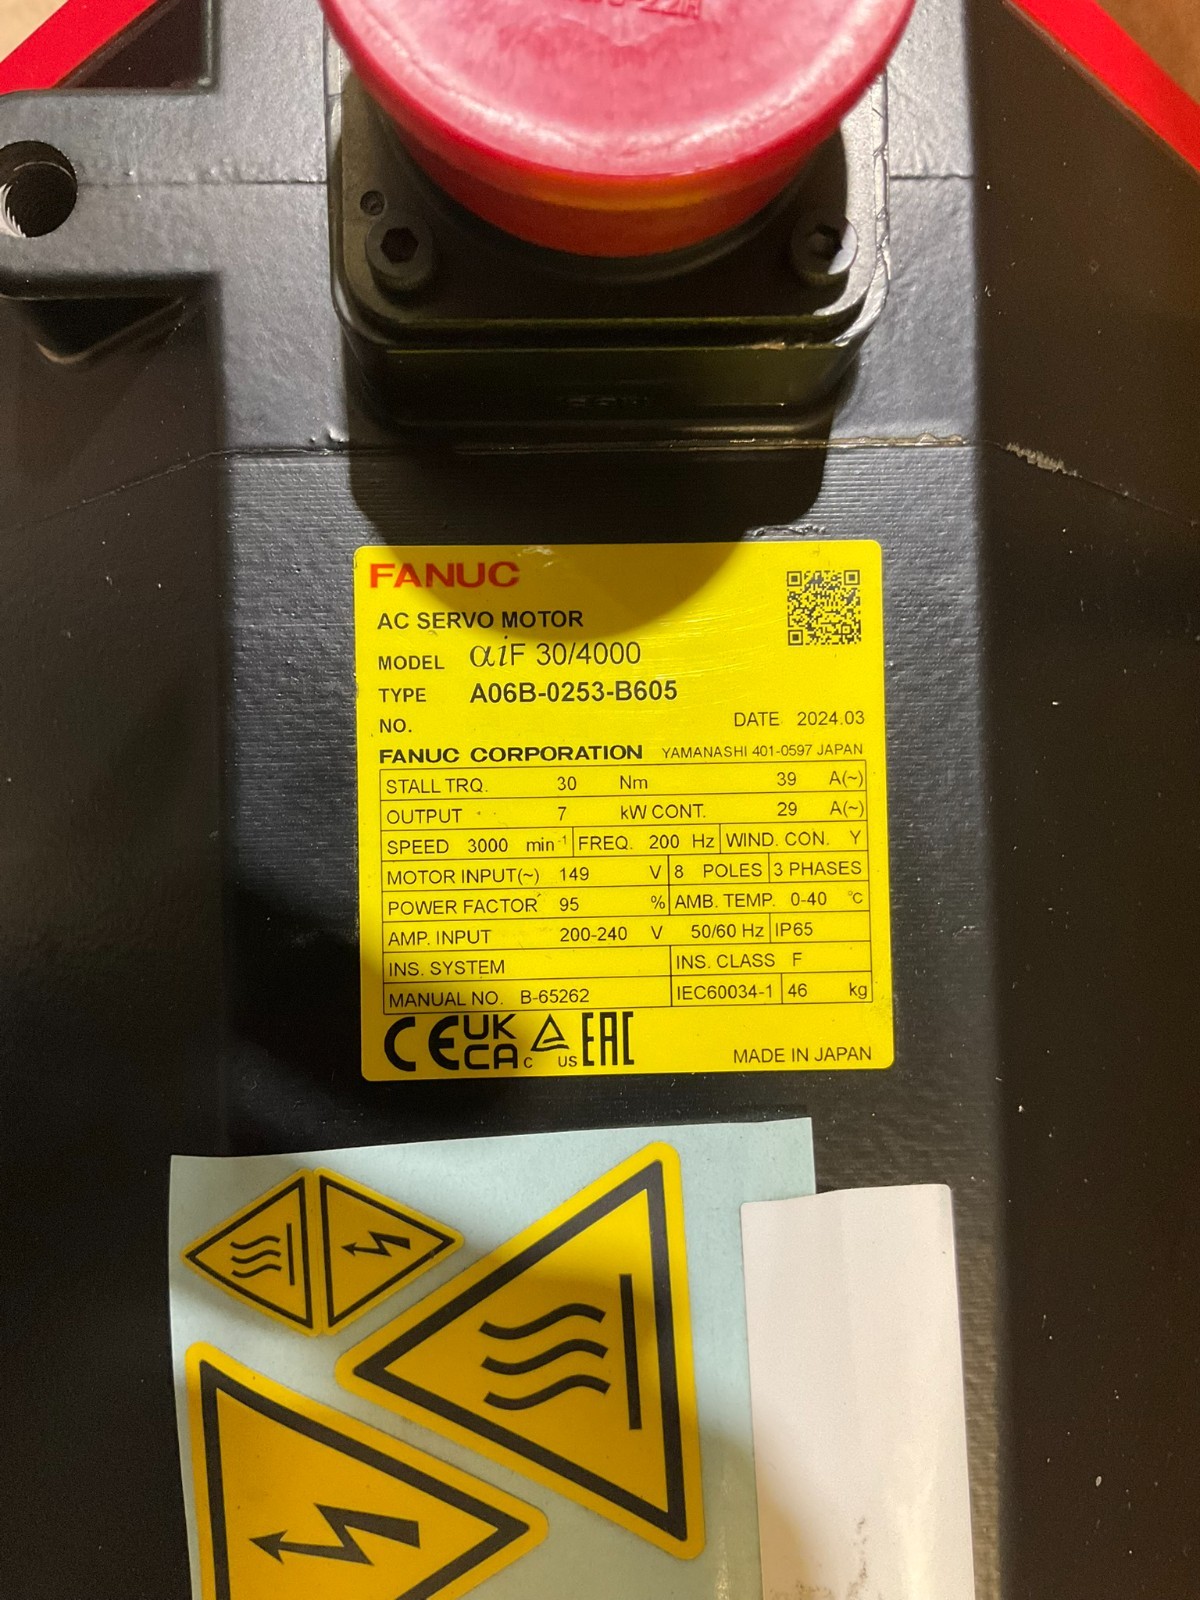 FANUC
AC SERVO MOTOR
MODEL αiF 30/4000
TYPE A06B-0253-B605
NO. DATE 2024.03
FANUC CORPORATION YAMANASHI 401-0597 JAPAN
STALL TRQ. 30 Nm 39 A(~)
OUTPUT 7 kW CONT. 29 A(~)
SPEED 3000 min⁻¹ FREQ. 200 Hz WIND. CON. Y
MOTOR INPUT(~) 149 V 8 POLES 3 PHASES
POWER FACTOR 95 % AMB. TEMP. 0-40 °C
AMP. INPUT 200-240 V 50/60 Hz IP65
INS. SYSTEM INS. CLASS F
MANUAL NO. B-65262 IEC60034-1 46 kg
CE UK CA C US EAC
MADE IN JAPAN